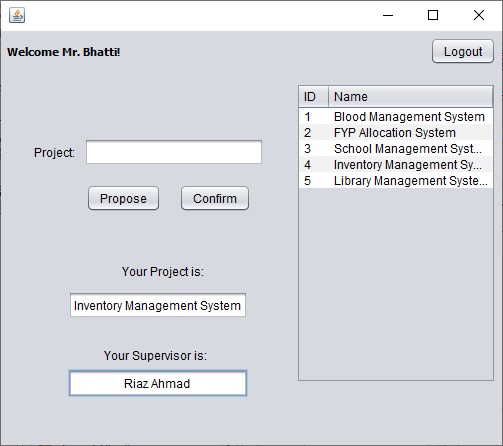 Welcome Mr. Bhatti!
Logout
ID Name
1 Blood Management System
2 FYP Allocation System
3 School Management Syst...
4 Inventory Management Sy...
5 Library Management Syste...
Project:
Propose Confirm
Your Project is:
Inventory Management System
Your Supervisor is:
Riaz Ahmad